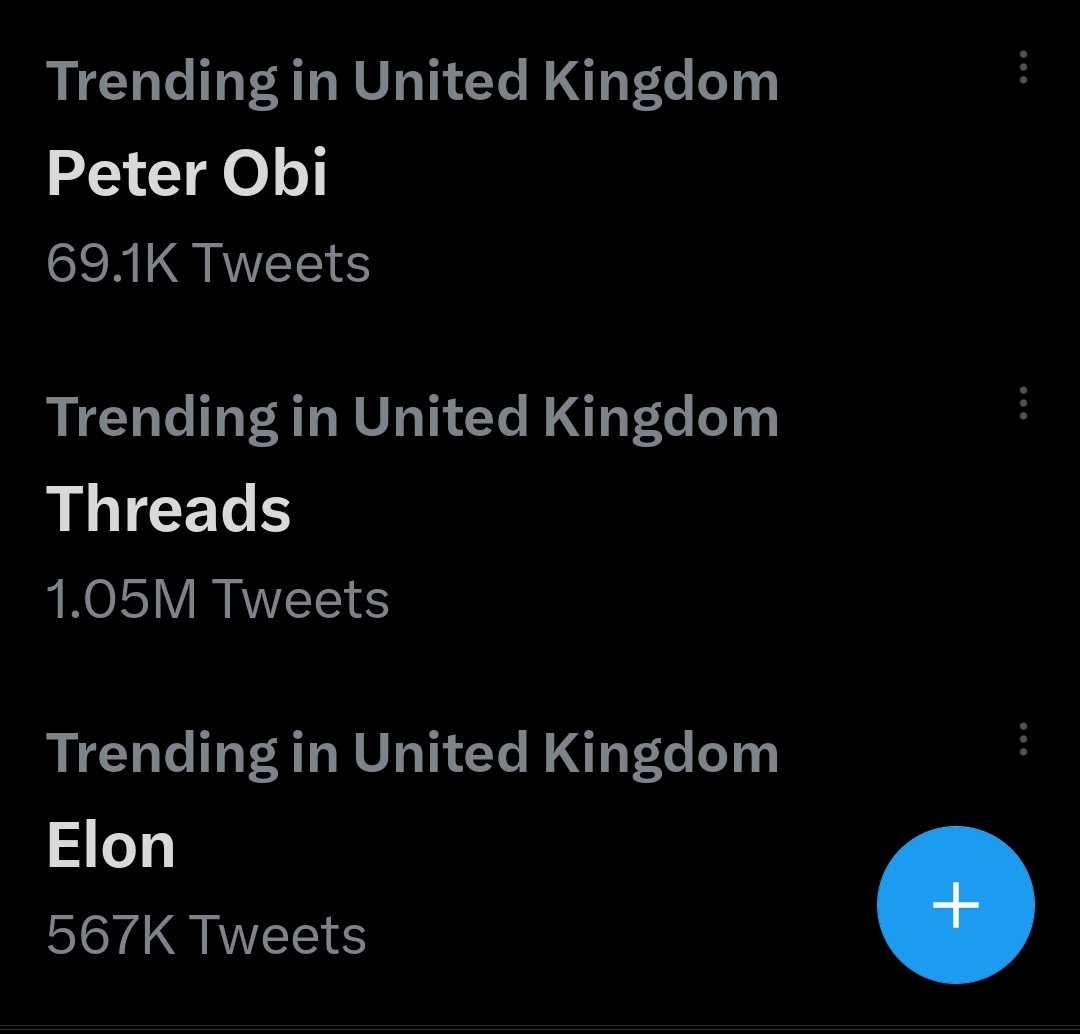 Trending in United Kingdom
Peter Obi
69.1K Tweets
Trending in United Kingdom
Threads
1.05M Tweets
Trending in United Kingdom
Elon
567K Tweets